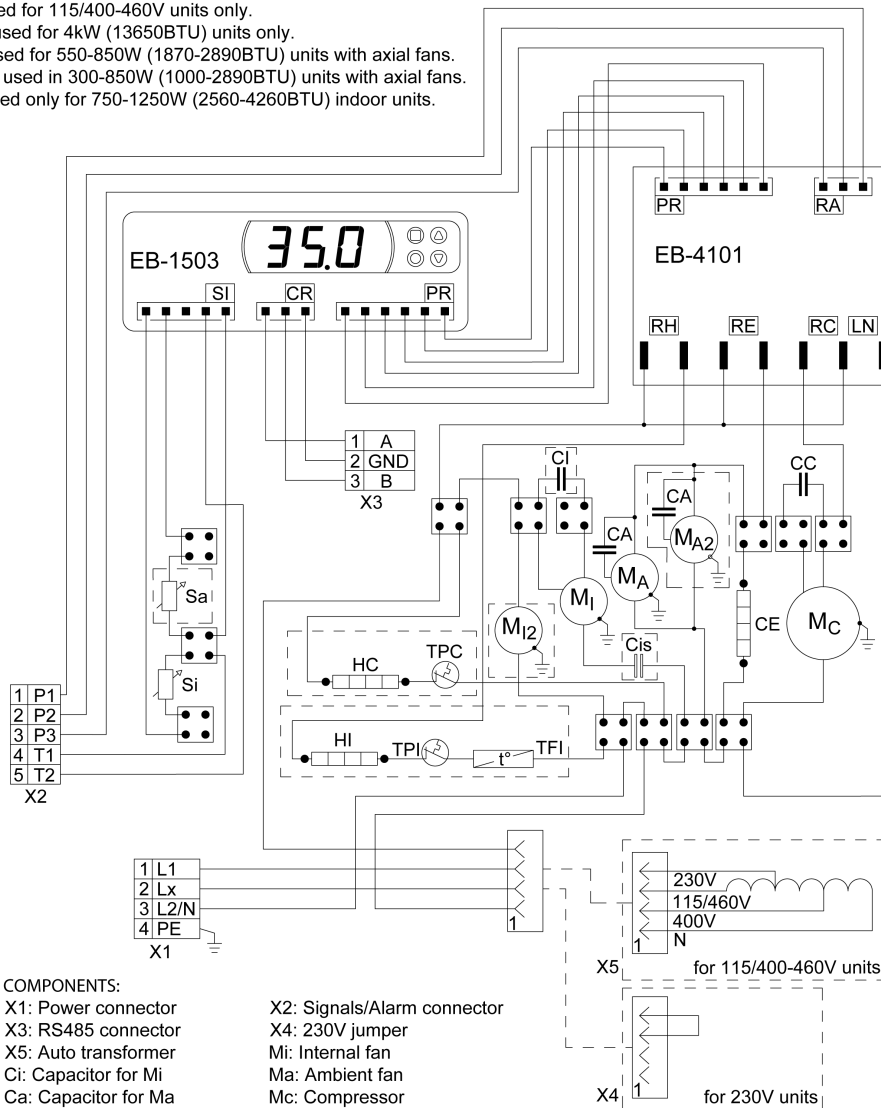 ed for 115/400-460V units only.
used for 4kW (13650BTU) units only.
sed for 550-850W (1870-2890BTU) units with axial fans.
used in 300-850W (1000-2890BTU) units with axial fans.
ed only for 750-1250W (2560-4260BTU) indoor units.
PR
RA
EB-4101
EB-1503
35.0
SI
CR
PR
RH
RE
RC
LN
1 A
2 GND
3 B
X3
CI
CC
CA
CA
MA2
MA
MI
Sa
MI2
CE
MC
Cis
TPC
HC
Si
1 P1
2 P2
3 P3
4 T1
5 T2
X2
HI
TPI
t°
TFI
1 L1
2 Lx
3 L2/N
4 PE
X1
1
230V
115/460V
400V
N
1
X5
for 115/400-460V units
COMPONENTS:
X1: Power connector
X2: Signals/Alarm connector
X3: RS485 connector
X4: 230V jumper
X5: Auto transformer
Mi: Internal fan
Ci: Capacitor for Mi
Ma: Ambient fan
Ca: Capacitor for Ma
Mc: Compressor
X4
1
for 230V units